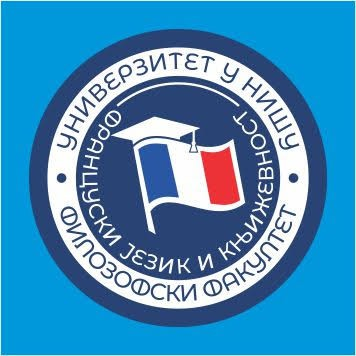 УНИВЕРЗИТЕТ У НИШУ
ФРАНЦУСКИ ЈЕЗИК И КЊИЖЕВНОСТ
ФИЛОЗОФСКИ ФАКУЛТЕТ